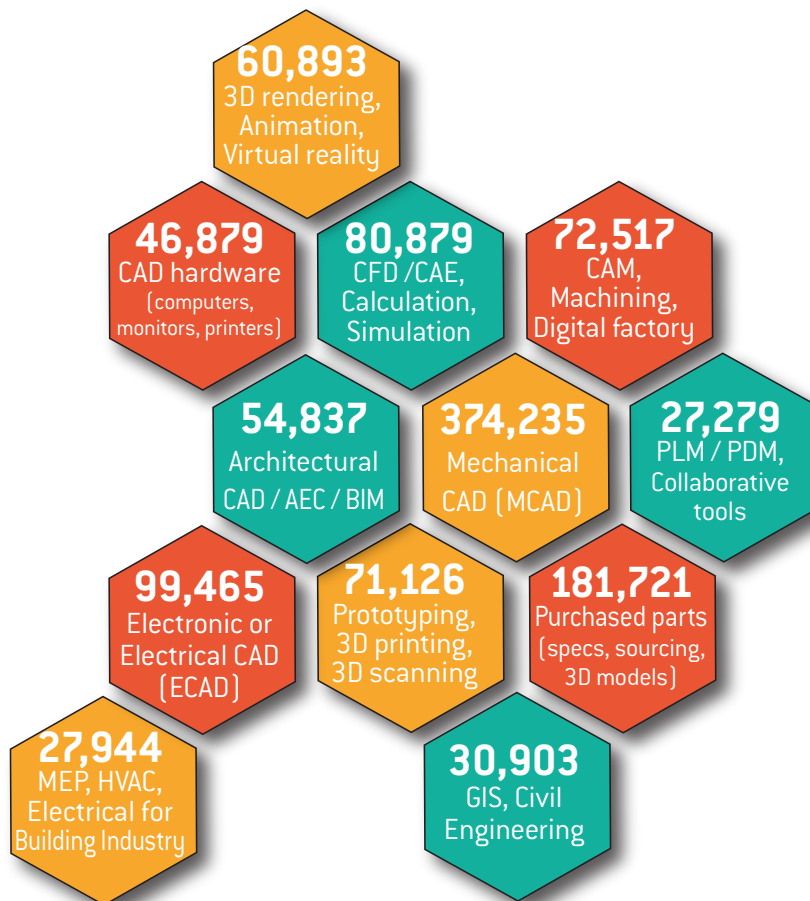 60,893
3D rendering,
Animation,
Virtual reality
46,879
CAD hardware
(computers,
monitors, printers)
80,879
CFD /CAE,
Calculation,
Simulation
72,517
CAM,
Machining,
Digital factory
54,837
Architectural
CAD / AEC / BIM
374,235
Mechanical
CAD (MCAD)
27,279
PLM / PDM,
Collaborative
tools
99,465
Electronic or
Electrical CAD
(ECAD)
71,126
Prototyping,
3D printing,
3D scanning
181,721
Purchased parts
(specs, sourcing,
3D models)
27,944
MEP, HVAC,
Electrical for
Building Industry
30,903
GIS, Civil
Engineering